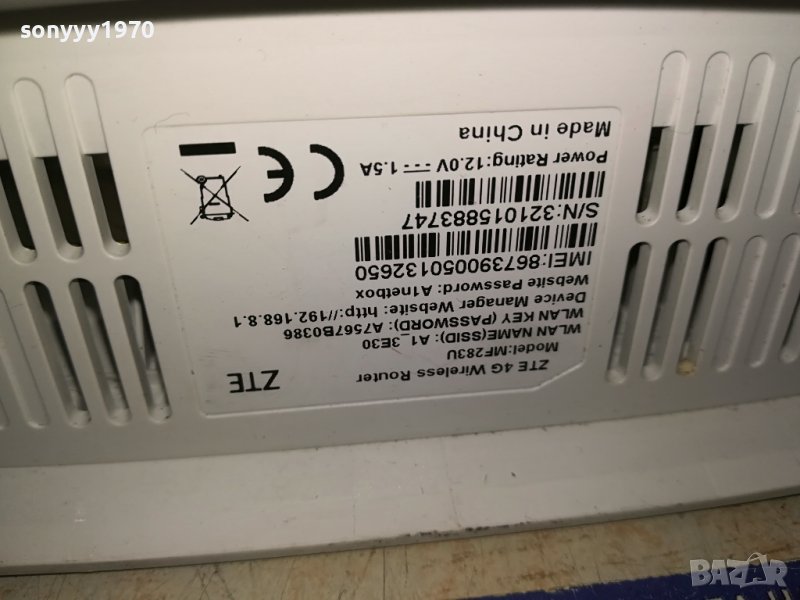 sonyyy1970
ZTE 4G Wireless Router
Model:MF283U
ZTE
WLAN NAME(SSID): A1_3E30
WLAN KEY (PASSWORD): A7567B0386
Device Manager Website: http://192.168.8.1
Website Password: A1netbox
IMEI:867390050132650
S/N:321015883747
Power Rating:12.0V 1.5A
Made in China
CE
BAZAR